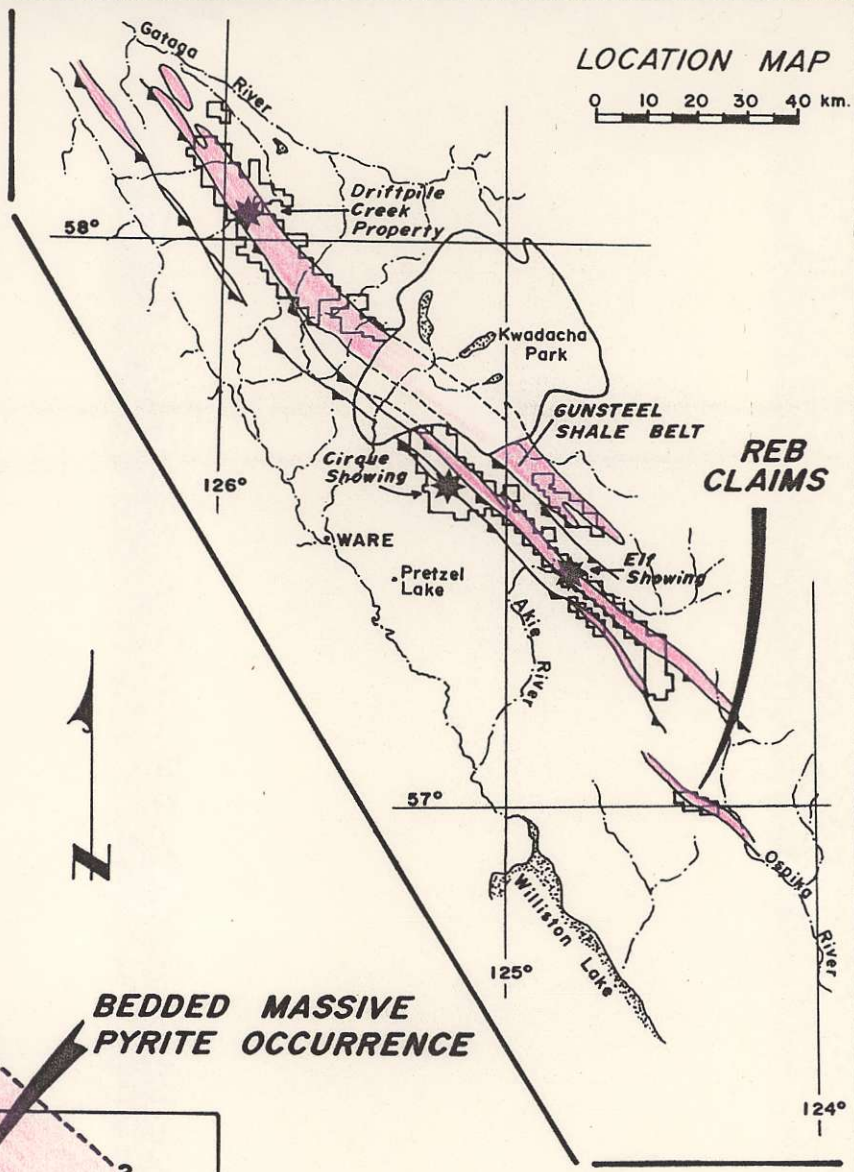 LOCATION MAP
0 10 20 30 40 km.
Gataga
River
Driftpile
Creek
Property
58°
Kwadacha
Park
GUNSTEEL
SHALE BELT
REB
CLAIMS
Cirque
Showing
126°
WARE
Pretzel
Lake
Elf
Showing
Akie
River
57°
N
Ospika
River
Williston
Lake
125°
BEDDED MASSIVE
PYRITE OCCURRENCE
124°
?